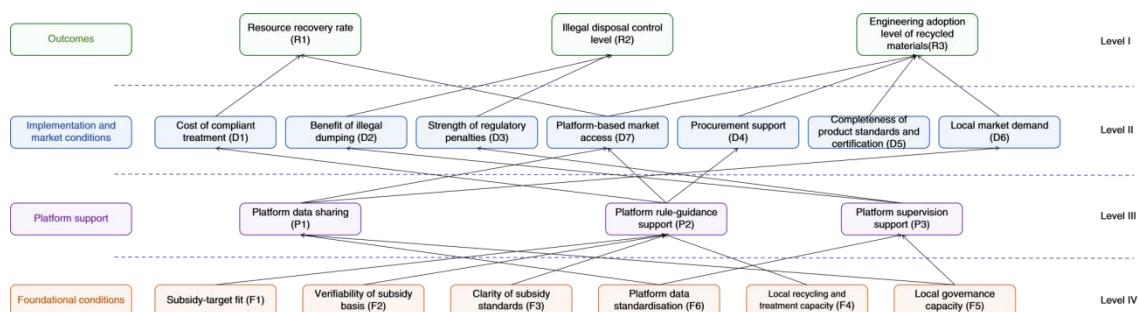 Outcomes
Resource recovery rate
(R1)
Illegal disposal control
level (R2)
Engineering adoption
level of recycled
materials(R3)
Level I
Implementation and
market conditions
Cost of compliant
treatment (D1)
Benefit of illegal
dumping (D2)
Strength of regulatory
penalties (D3)
Platform-based market
access (D7)
Procurement support
(D4)
Completeness of
product standards and
certification (D5)
Local market demand
(D6)
Level II
Platform support
Platform data sharing
(P1)
Platform rule-guidance
support (P2)
Platform supervision
support (P3)
Level III
Foundational conditions
Subsidy-target fit (F1)
Verifiability of subsidy
basis (F2)
Clarity of subsidy
standards (F3)
Platform data
standardisation (F6)
Local recycling and
treatment capacity (F4)
Local governance
capacity (F5)
Level IV